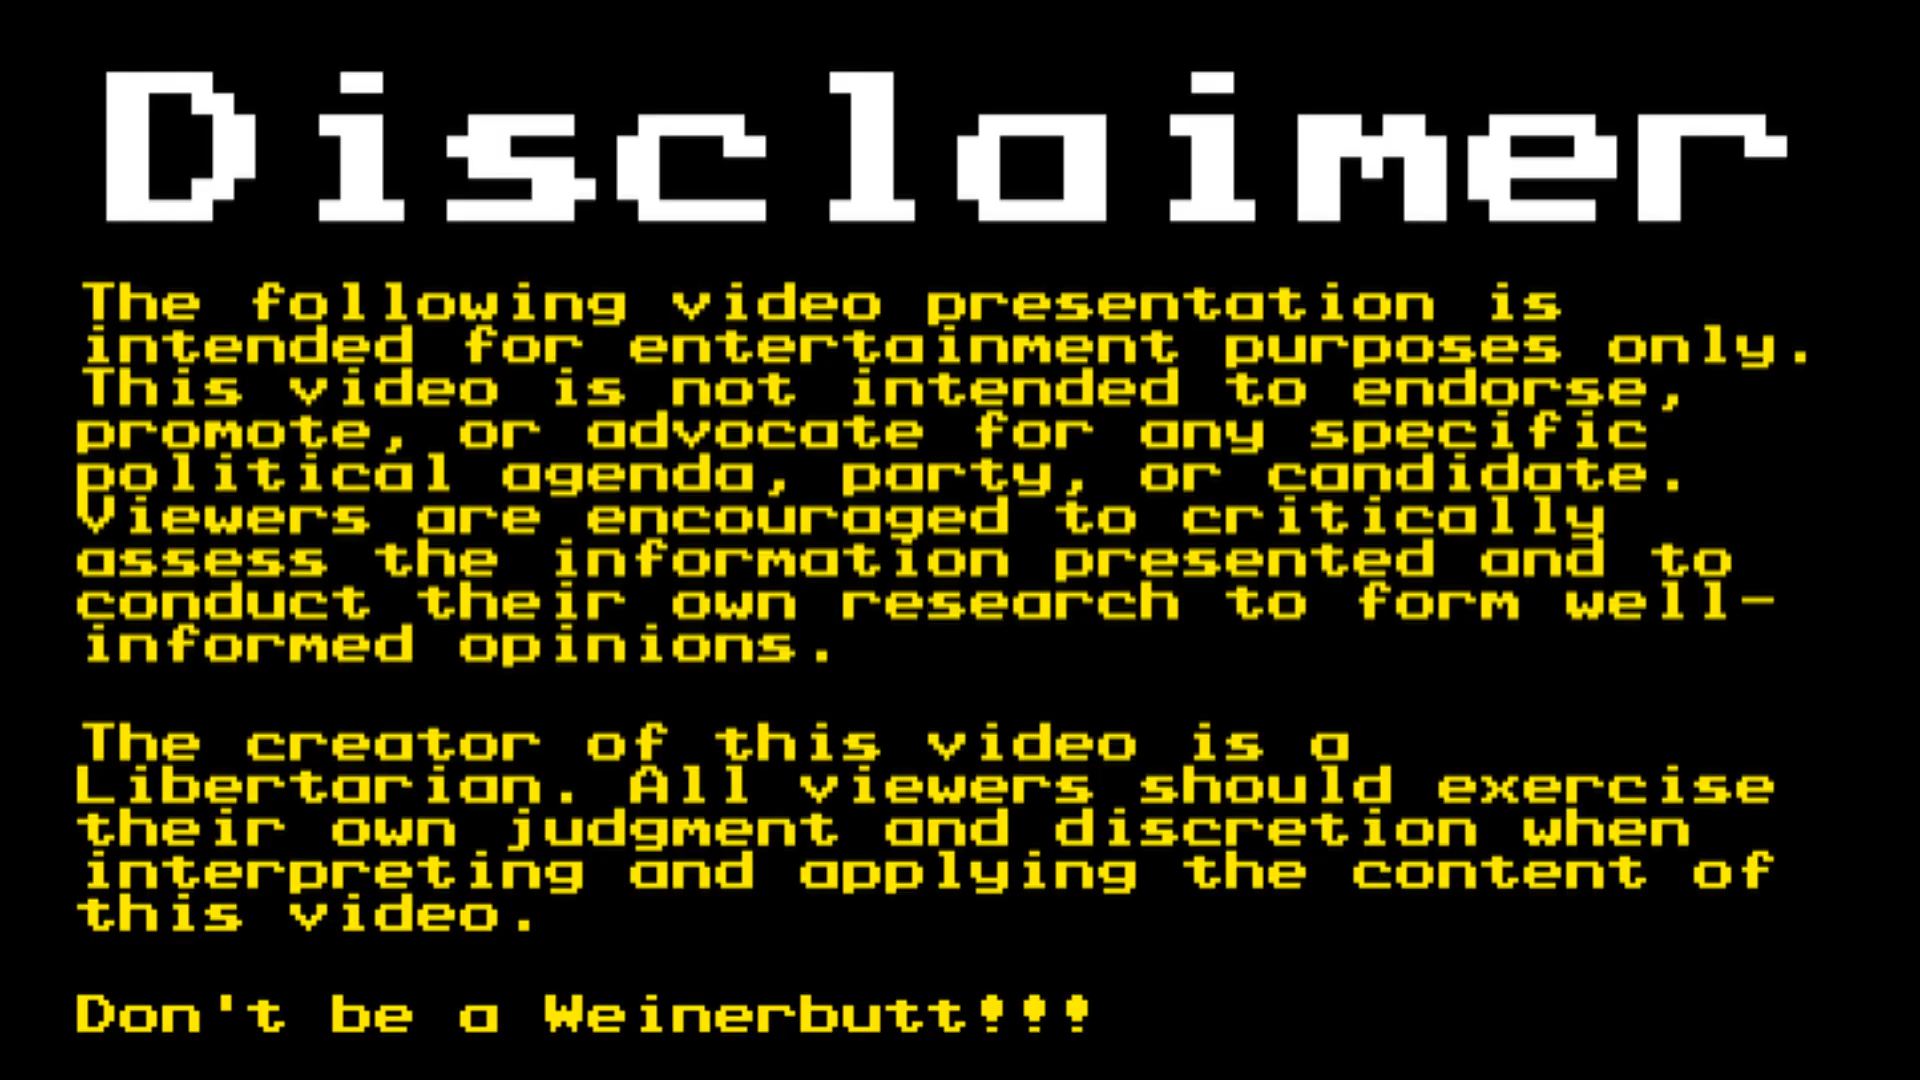 Disclaimer
The following video presentation is
intended for entertainment purposes only.
This video is not intended to endorse,
promote, or advocate for any specific
political agenda, party, or candidate.
Viewers are encouraged to critically
assess the information presented and to
conduct their own research to form well-
informed opinions.
The creator of this video is a
Libertarian. All viewers should exercise
their own judgment and discretion when
interpreting and applying the content of
this video.
Don't be a Weinerbutt!!!